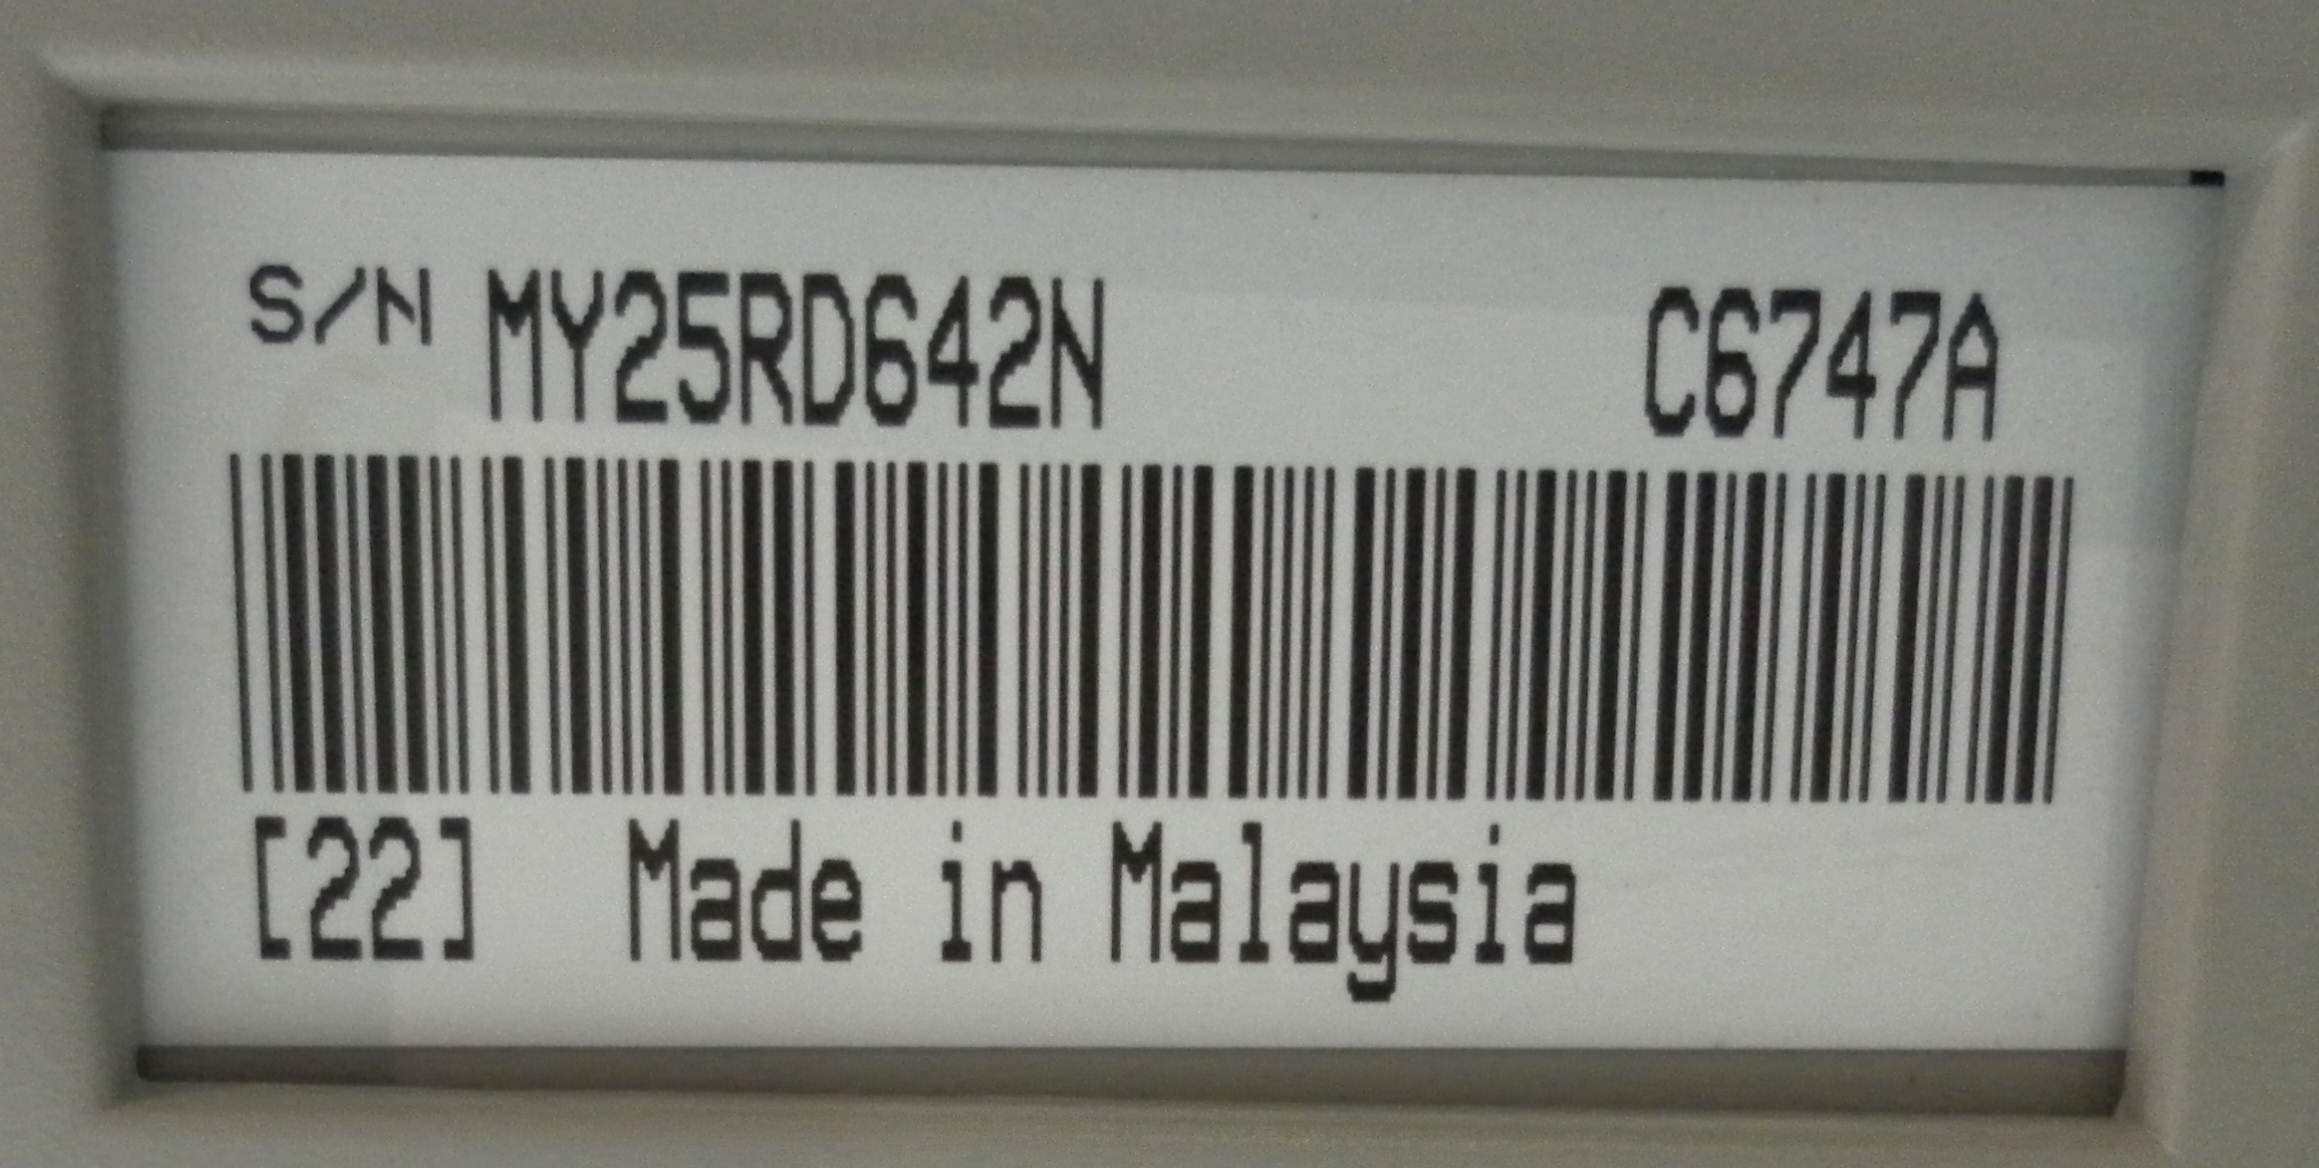 S/N MY25RD642N C6747A
[22] Made in Malaysia